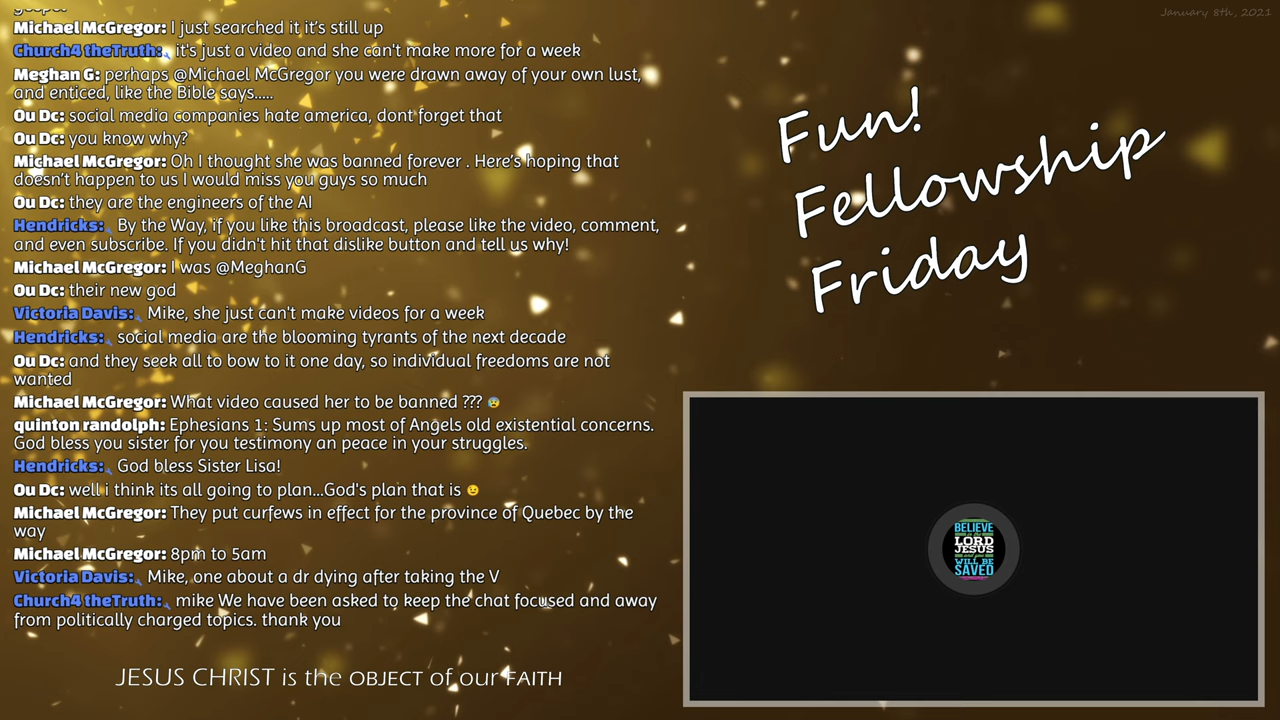 gospel
Michael McGregor: I just searched it it's still up
Church4 theTruth: it's just a video and she can't make more for a week
Meghan G: perhaps @Michael McGregor you were drawn away of your own lust,
and enticed, like the Bible says.....
Ou Dc: social media companies hate america, dont forget that
Ou Dc: you know why?
Michael McGregor: Oh I thought she was banned forever . Here's hoping that
doesn't happen to us I would miss you guys so much
Ou Dc: they are the engineers of the AI
Hendricks: By the Way, if you like this broadcast, please like the video, comment,
and even subscribe. If you didn't hit that dislike button and tell us why!
Michael McGregor: I was @MeghanG
Ou Dc: their new god
Victoria Davis: Mike, she just can't make videos for a week
Hendricks: social media are the blooming tyrants of the next decade
Ou Dc: and they seek all to bow to it one day, so individual freedoms are not
wanted
Michael McGregor: What video caused her to be banned ??? 😰
quinton randolph: Ephesians 1: Sums up most of Angels old existential concerns.
God bless you sister for you testimony an peace in your struggles.
Hendricks: God bless Sister Lisa!
Ou Dc: well i think its all going to plan...God's plan that is 😉
Michael McGregor: They put curfews in effect for the province of Quebec by the
way
Michael McGregor: 8pm to 5am
Victoria Davis: Mike, one about a dr dying after taking the V
Church4 theTruth: mike We have been asked to keep the chat focused and away
from politically charged topics. thank you
JESUS CHRIST is the OBJECT of our FAITH
January 8th, 2021
Fun!
Fellowship
Friday
BELIEVE
LORD
JESUS
WILL BE
SAVED